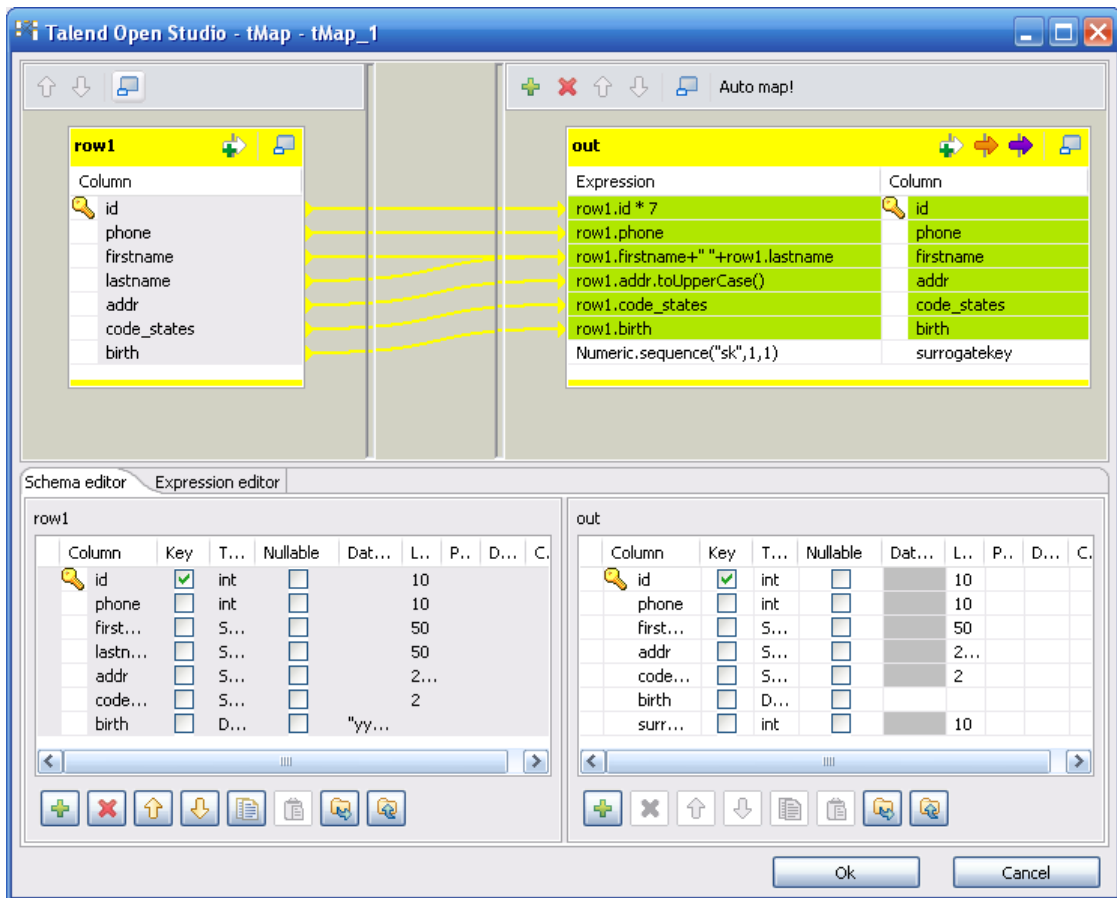 Talend Open Studio - tMap - tMap_1
Auto map!
row1
Column
id
phone
firstname
lastname
addr
code_states
birth
out
Expression Column
row1.id * 7 id
row1.phone phone
row1.firstname+" "+row1.lastname firstname
row1.addr.toUpperCase() addr
row1.code_states code_states
row1.birth birth
Numeric.sequence("sk",1,1) surrogatekey
Schema editor Expression editor
row1
Column Key T... Nullable Dat... L... P... D... C.
id int 10
phone int 10
first... S... 50
lastn... S... 50
addr S... 2...
code... S... 2
birth D... "yy...
out
Column Key T... Nullable Dat... L... P... D... C.
id int 10
phone int 10
first... S... 50
addr S... 2...
code... S... 2
birth D...
surr... int 10
Ok Cancel